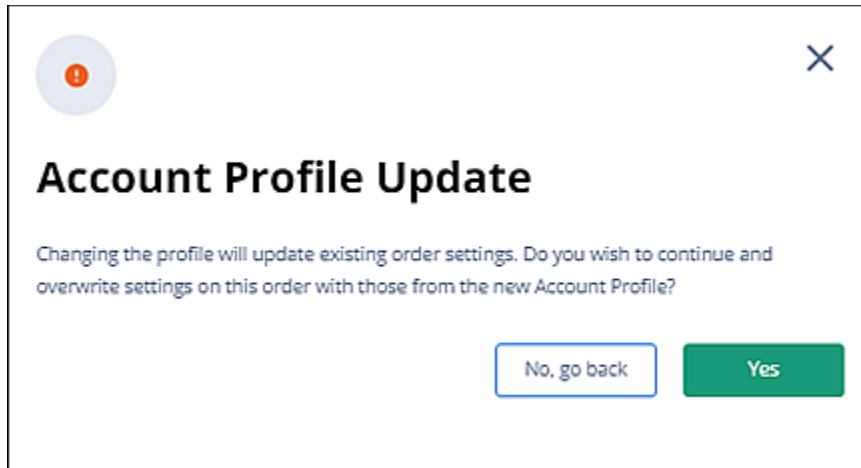 Account Profile Update
Changing the profile will update existing order settings. Do you wish to continue and
overwrite settings on this order with those from the new Account Profile?
No, go back
Yes